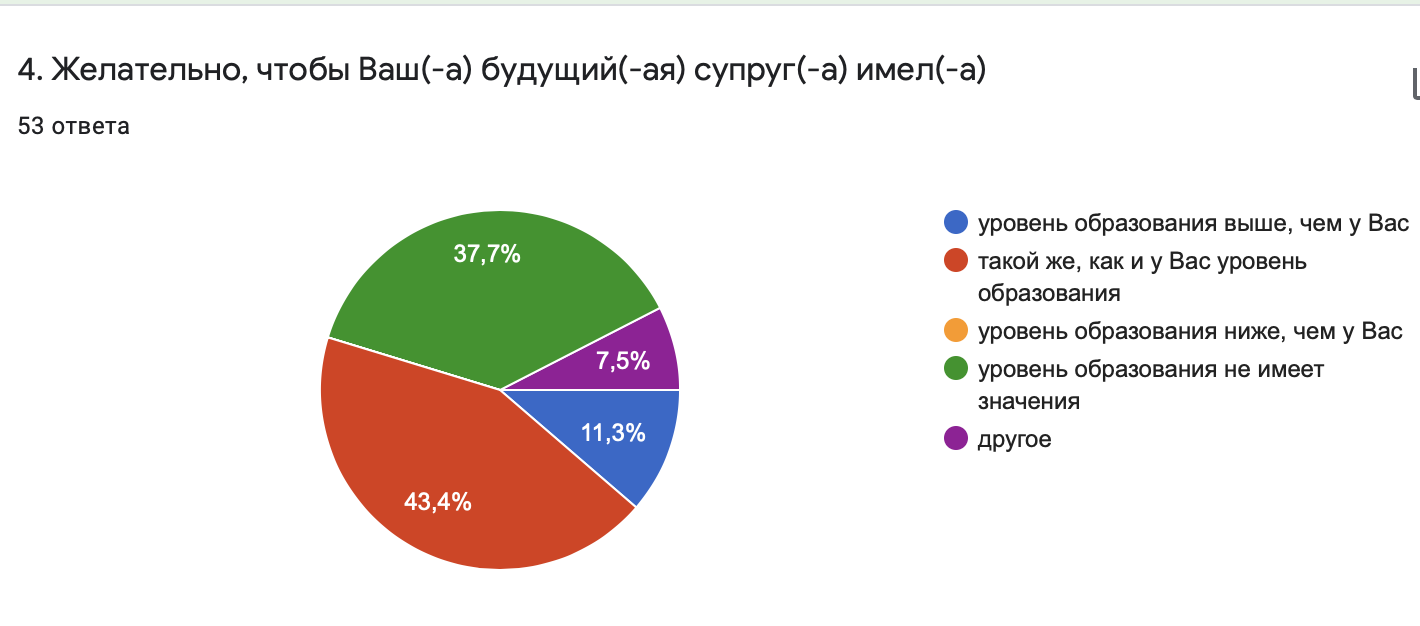 4. Желательно, чтобы Ваш(-а) будущий(-ая) супруг(-а) имел(-а)
53 ответа
37,7%
7,5%
11,3%
43,4%
уровень образования выше, чем у Вас
такой же, как и у Вас уровень
образования
уровень образования ниже, чем у Вас
уровень образования не имеет
значения
другое